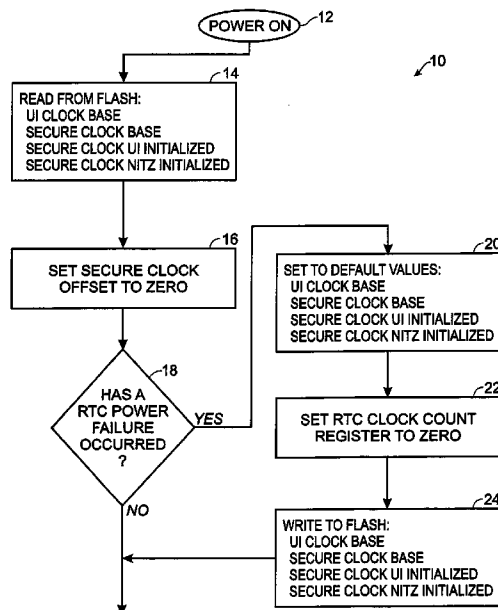 POWER ON
12
10
14
READ FROM FLASH:
UI CLOCK BASE
SECURE CLOCK BASE
SECURE CLOCK UI INITIALIZED
SECURE CLOCK NITZ INITIALIZED
16
SET SECURE CLOCK
OFFSET TO ZERO
18
HAS A
RTC POWER
FAILURE
OCCURRED
?
YES
NO
20
SET TO DEFAULT VALUES:
UI CLOCK BASE
SECURE CLOCK BASE
SECURE CLOCK UI INITIALIZED
SECURE CLOCK NITZ INITIALIZED
22
SET RTC CLOCK COUNT
REGISTER TO ZERO
24
WRITE TO FLASH:
UI CLOCK BASE
SECURE CLOCK BASE
SECURE CLOCK UI INITIALIZED
SECURE CLOCK NITZ INITIALIZED